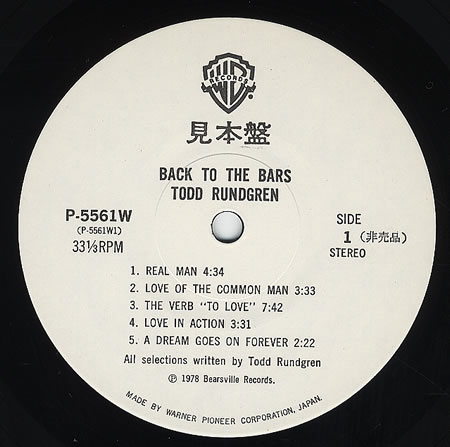 WB
RECORDS
見本盤
BACK TO THE BARS
TODD RUNDGREN
P-5561W
(P-5561W1)
33⅓RPM
SIDE
1 (非売品)
STEREO
1. REAL MAN 4:34
2. LOVE OF THE COMMON MAN 3:33
3. THE VERB "TO LOVE" 7:42
4. LOVE IN ACTION 3:31
5. A DREAM GOES ON FOREVER 2:22
All selections written by Todd Rundgren
℗ 1978 Bearsville Records.
MADE BY WARNER PIONEER CORPORATION, JAPAN.